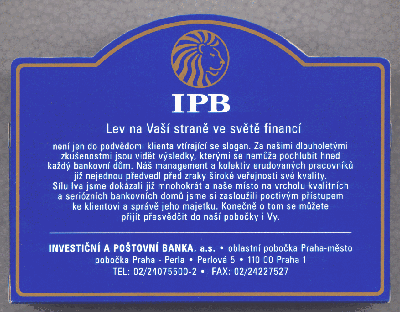 IPB
Lev na Vaší straně ve světě financí
není jen do podvědomí klienta vtírající se slogan. Za našimi dlouholetými
zkušenostmi jsou vidět výsledky, kterými se nemůže pochlubit hned
každý bankovní dům. Náš management a kolektiv erudovaných pracovníků
již nejednou předvedl před zraky široké veřejnosti své kvality.
Sílu lva jsme dokázali již mnohokrát a naše místo na vrcholu kvalitních
a seriózních bankovních domů jsme si zasloužili poctivým přístupem
ke klientovi a správě jeho majetku. Konečně o tom se můžete
přijít přesvědčit do naší pobočky i Vy.
INVESTIČNÍ A POŠTOVNÍ BANKA, a.s. • oblastní pobočka Praha-město
pobočka Praha - Perla • Perlová 5 • 110 00 Praha 1
TEL: 02/24075500-2 • FAX: 02/24227527